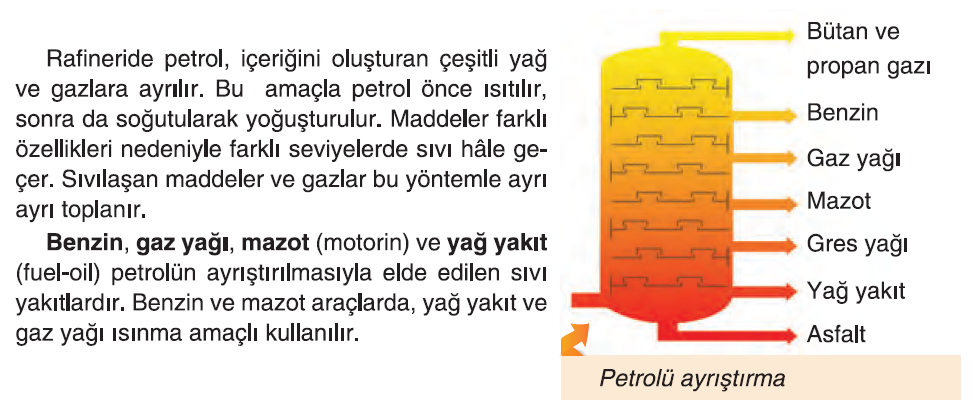 Rafineride petrol, içeriğini oluşturan çeşitli yağ
ve gazlara ayrılır. Bu amaçla petrol önce ısıtılır,
sonra da soğutularak yoğuşturulur. Maddeler farklı
özellikleri nedeniyle farklı seviyelerde sıvı hâle ge-
çer. Sıvılaşan maddeler ve gazlar bu yöntemle ayrı
ayrı toplanır.
Benzin, gaz yağı, mazot (motorin) ve yağ yakıt
(fuel-oil) petrolün ayrıştırılmasıyla elde edilen sıvı
yakıtlardır. Benzin ve mazot araçlarda, yağ yakıt ve
gaz yağı ısınma amaçlı kullanılır.
Bütan ve
propan gazı
Benzin
Gaz yağı
Mazot
Gres yağı
Yağ yakıt
Asfalt
Petrolü ayrıştırma